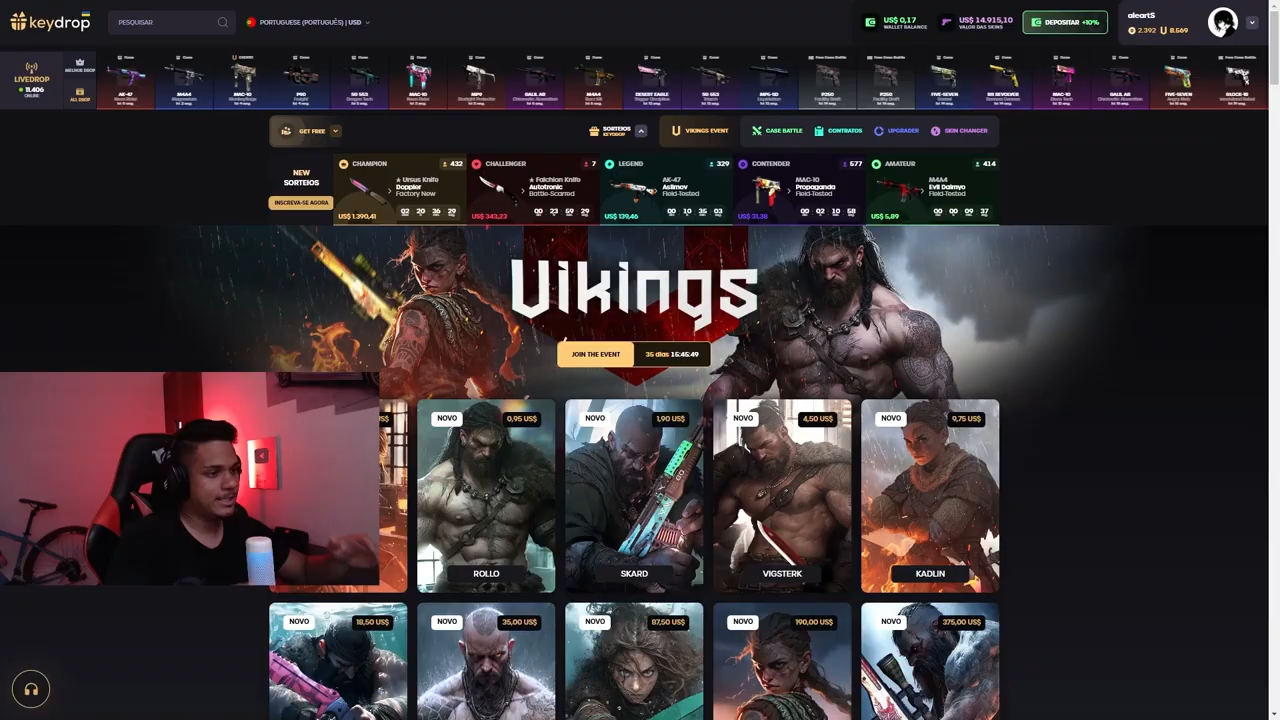 keydrop
PESQUISAR
PORTUGUESE (PORTUGUÊS) | USD
US$ 0,17
WALLET BALANCE
US$ 14.915,10
VALOR DAS SKINS
DEPOSITAR +10%
aleartS
2.392
8.569
LIVEDROP
11.406
ONLINE
MELHOR DROP
ALL DROP
AK-47
M4A4
MAC-10
P90
SG 553
MAC-10
MP9
GALIL AR
M4A4
DESERT EAGLE
SG 553
MP5-SD
P250
P250
FIVE-SEVEN
R8 REVOLVER
MAC-10
GALIL AR
FIVE-SEVEN
GLOCK-18
GET FREE
SORTEIOS
KEYDROP
VIKINGS EVENT
CASE BATTLE
CONTRATOS
UPGRADER
SKIN CHANGER
NEW
SORTEIOS
INSCREVA-SE AGORA
CHAMPION
432
★ Ursus Knife
Doppler
Factory New
US$ 1.390,41
02 20 36 29
CHALLENGER
7
★ Falchion Knife
Autotronic
Battle-Scarred
US$ 343,23
00 23 59 29
LEGEND
329
AK-47
Asiimov
Field-Tested
US$ 139,46
00 10 35 03
CONTENDER
577
MAC-10
Propaganda
Field-Tested
US$ 31,38
00 02 10 58
AMATEUR
414
M4A4
Evil Daimyo
Field-Tested
US$ 5,89
00 00 09 37
Vikings
JOIN THE EVENT
35 dias 15:45:49
US$
NOVO
0,95 US$
ROLLO
NOVO
1,90 US$
SKARD
NOVO
4,50 US$
VIGSTERK
NOVO
9,75 US$
KADLIN
NOVO
18,50 US$
NOVO
35,00 US$
NOVO
87,50 US$
NOVO
190,00 US$
NOVO
375,00 US$